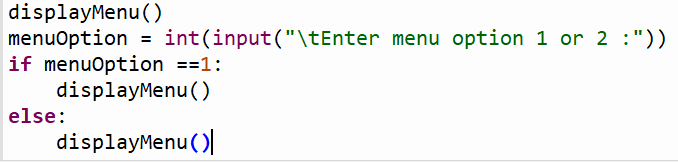 displayMenu()
menuOption = int(input("\tEnter menu option 1 or 2 :"))
if menuOption ==1:
    displayMenu()
else:
    displayMenu()